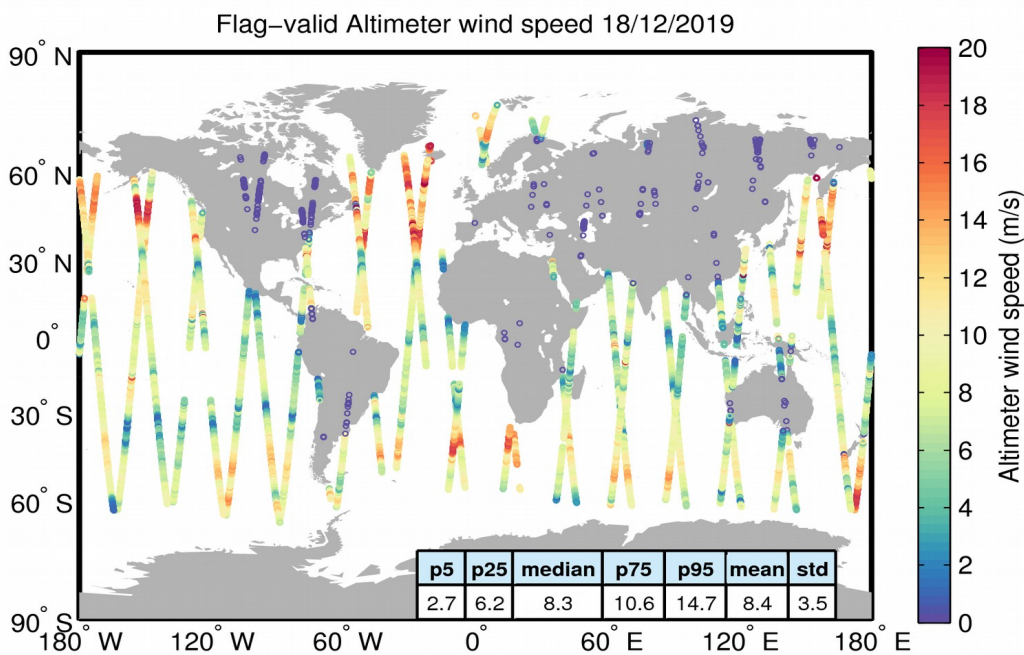 Flag−valid Altimeter wind speed 18/12/2019
90° N
60° N
30° N
0°
30° S
60° S
90° S
180° W
120° W
60° W
0°
60° E
120° E
180° E
20
18
16
14
12
10
8
6
4
2
0
Altimeter wind speed (m/s)
p5 p25 median p75 p95 mean std
2.7 6.2 8.3 10.6 14.7 8.4 3.5